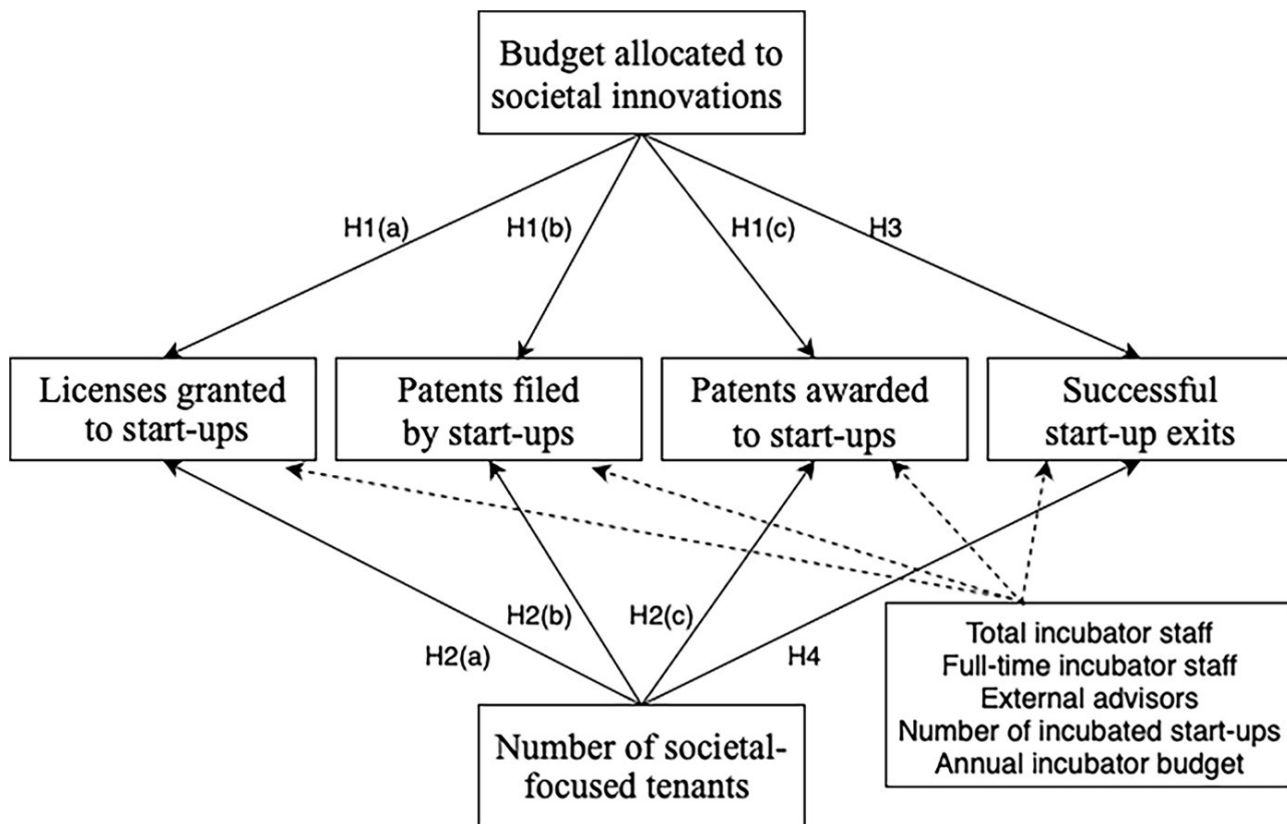 Budget allocated to
societal innovations
H1(a)
H1(b)
H1(c)
H3
Licenses granted
to start-ups
Patents filed
by start-ups
Patents awarded
to start-ups
Successful
start-up exits
H2(a)
H2(b)
H2(c)
H4
Number of societal-
focused tenants
Total incubator staff
Full-time incubator staff
External advisors
Number of incubated start-ups
Annual incubator budget